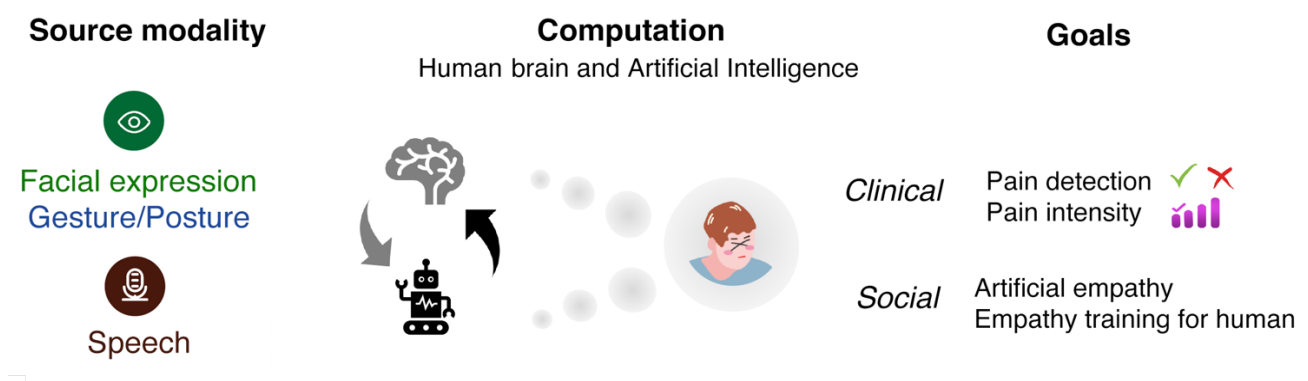 Source modality
Facial expression
Gesture/Posture
Speech
Computation
Human brain and Artificial Intelligence
Goals
Clinical
Pain detection
Pain intensity
Social
Artificial empathy
Empathy training for human